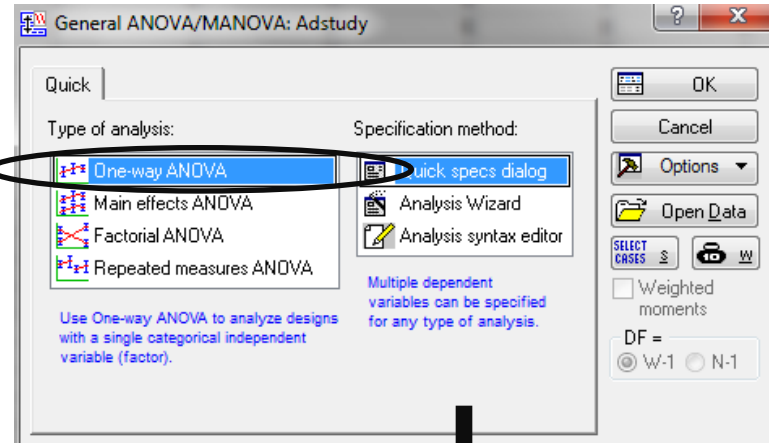 General ANOVA/MANOVA: Adstudy
?
X
Quick
Type of analysis:
One-way ANOVA
Main effects ANOVA
Factorial ANOVA
Repeated measures ANOVA
Use One-way ANOVA to analyze designs
with a single categorical independent
variable (factor).
Specification method:
Quick specs dialog
Analysis Wizard
Analysis syntax editor
Multiple dependent
variables can be specified
for any type of analysis.
OK
Cancel
Options
Open Data
SELECT
CASES S
W
Weighted
moments
DF =
W-1 N-1